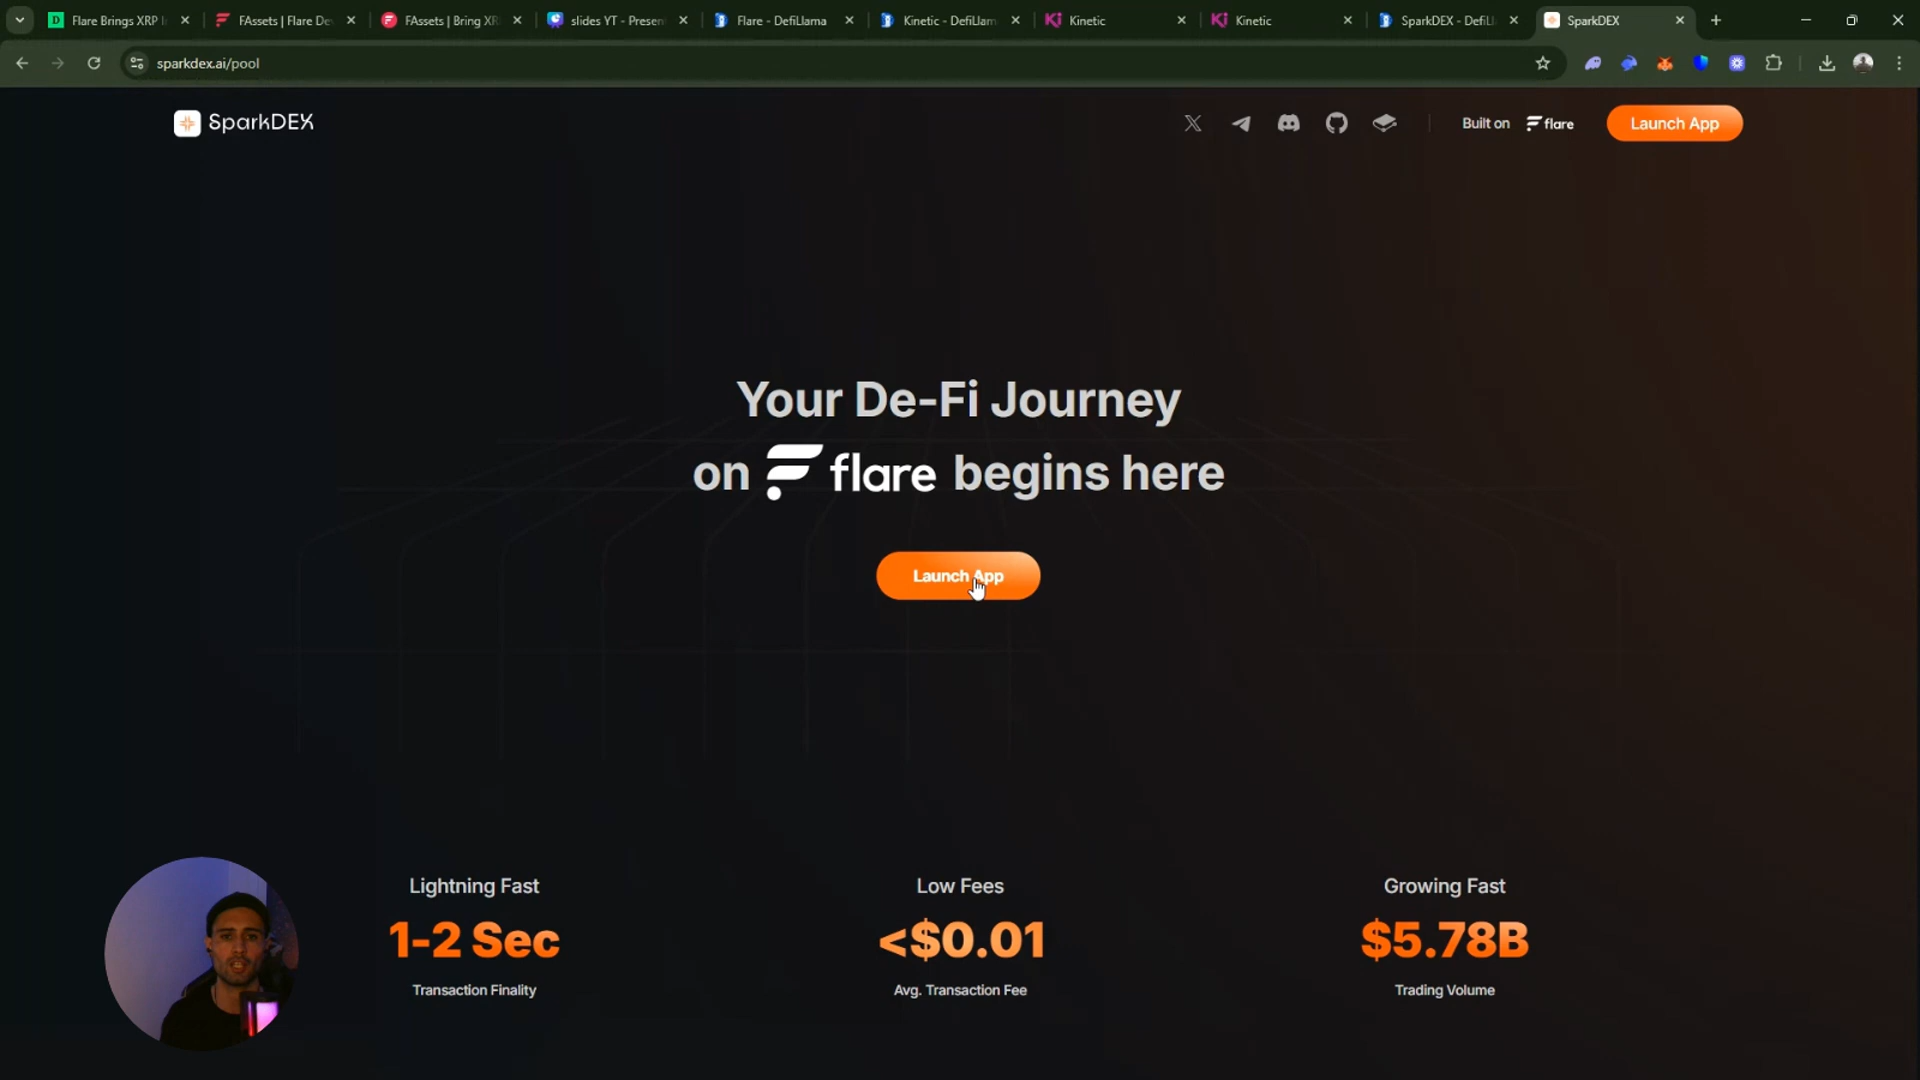 Flare Brings XRP I
FAssets | Flare De
FAssets | Bring XR
slides YT - Presen
Flare - DefiLlama
Kinetic - DefiLlam
Kinetic
Kinetic
SparkDEX - DefiLl
SparkDEX
sparkdex.ai/pool
SparkDEX
Built on
flare
Launch App
Your De-Fi Journey
on flare begins here
Launch App
Lightning Fast
Low Fees
Growing Fast
1-2 Sec
<$0.01
$5.78B
Transaction Finality
Avg. Transaction Fee
Trading Volume